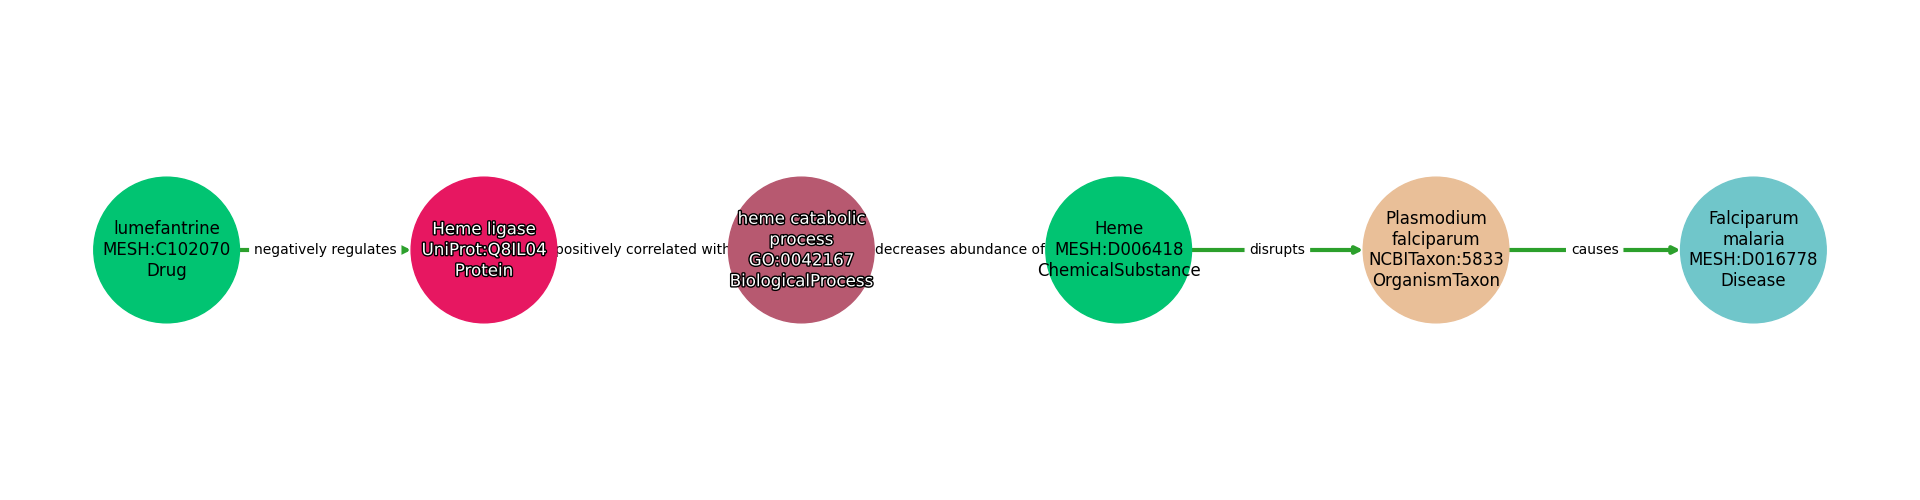 lumefantrine
MESH:C102070
Drug
negatively regulates
Heme ligase
UniProt:Q8IL04
Protein
positively correlated with
heme catabolic
process
GO:0042167
BiologicalProcess
decreases abundance of
Heme
MESH:D006418
ChemicalSubstance
disrupts
Plasmodium
falciparum
NCBITaxon:5833
OrganismTaxon
causes
Falciparum
malaria
MESH:D016778
Disease